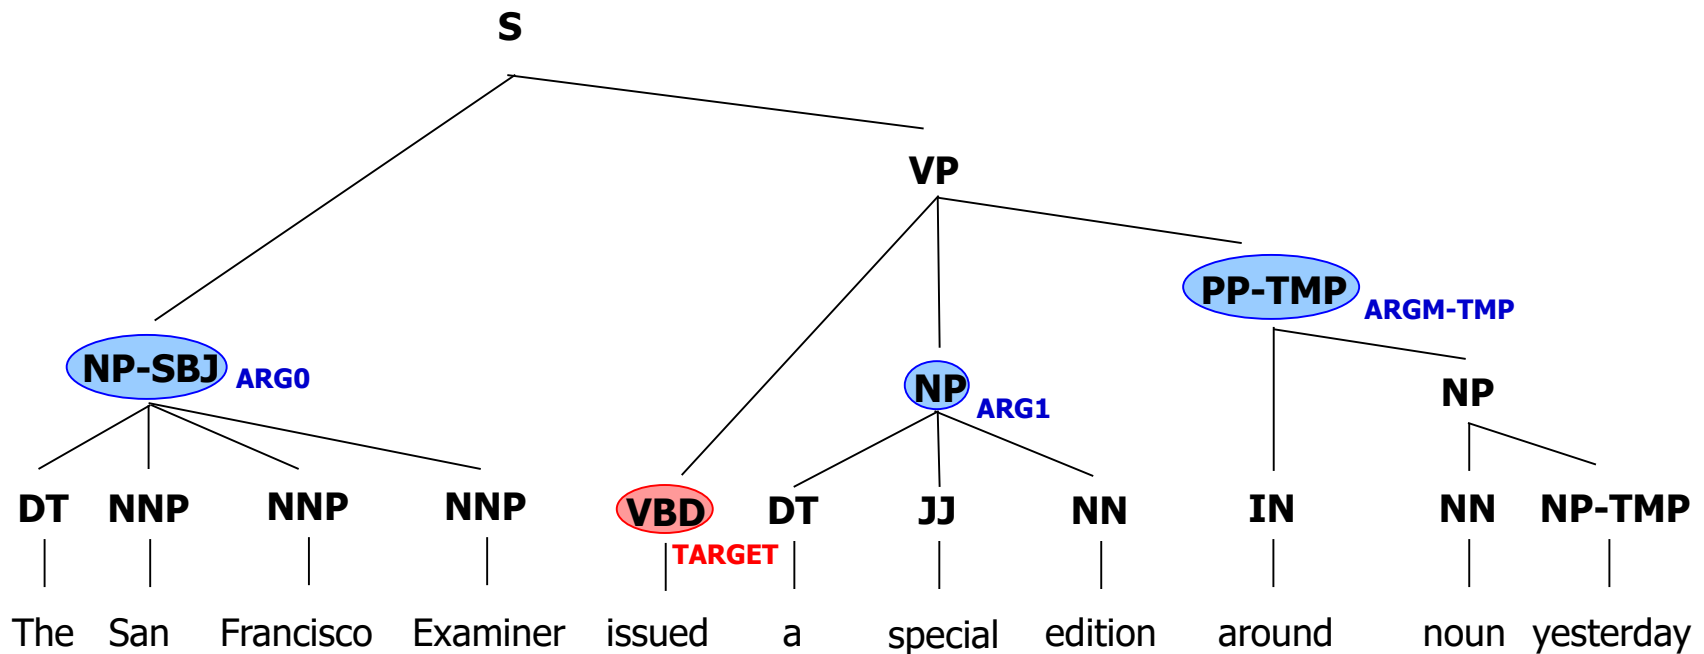 S
VP
PP-TMP ARGM-TMP
NP-SBJ ARG0
NP ARG1
NP
DT NNP NNP NNP VBD DT JJ NN IN NN NP-TMP
TARGET
The San Francisco Examiner issued a special edition around noun yesterday